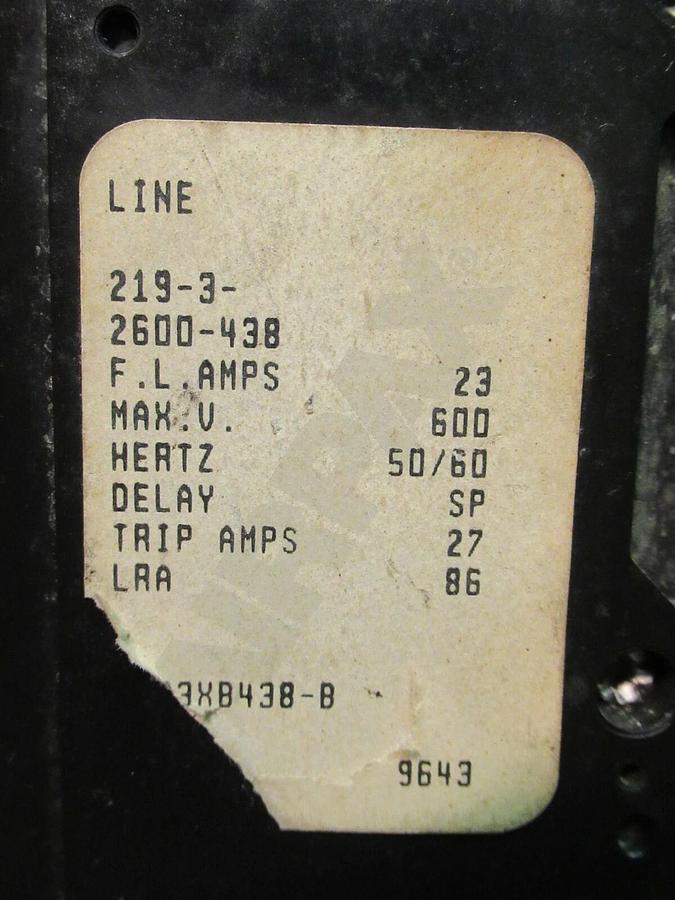 LINE
219-3-
2600-438
F.L.AMPS 23
MAX.V. 600
HERTZ 50/60
DELAY SP
TRIP AMPS 27
LRA 86
3XB438-B
9643
AIRPAX®